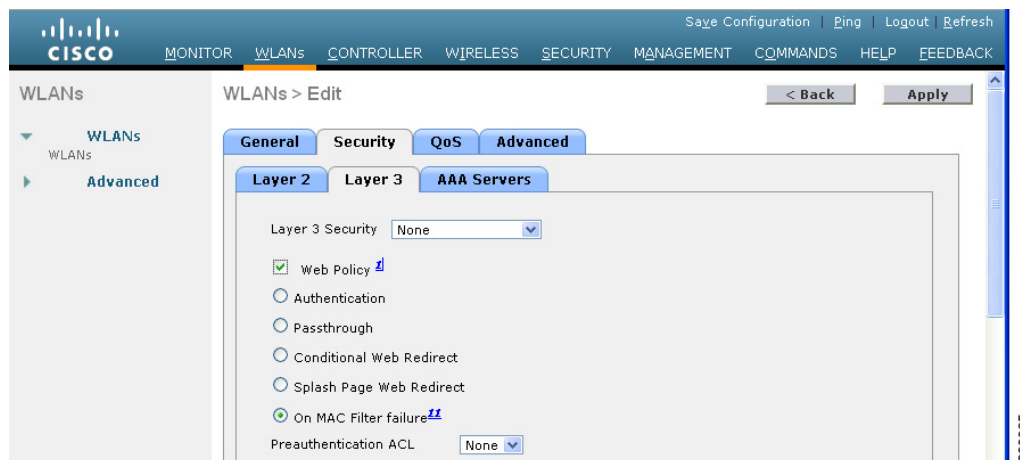 Save Configuration | Ping | Logout | Refresh
CISCO MONITOR WLANs CONTROLLER WIRELESS SECURITY MANAGEMENT COMMANDS HELP FEEDBACK
WLANs
WLANs > Edit
< Back
Apply
WLANs
WLANs
Advanced
General Security QoS Advanced
Layer 2 Layer 3 AAA Servers
Layer 3 Security None
Web Policy 1
Authentication
Passthrough
Conditional Web Redirect
Splash Page Web Redirect
On MAC Filter failure 11
Preauthentication ACL None